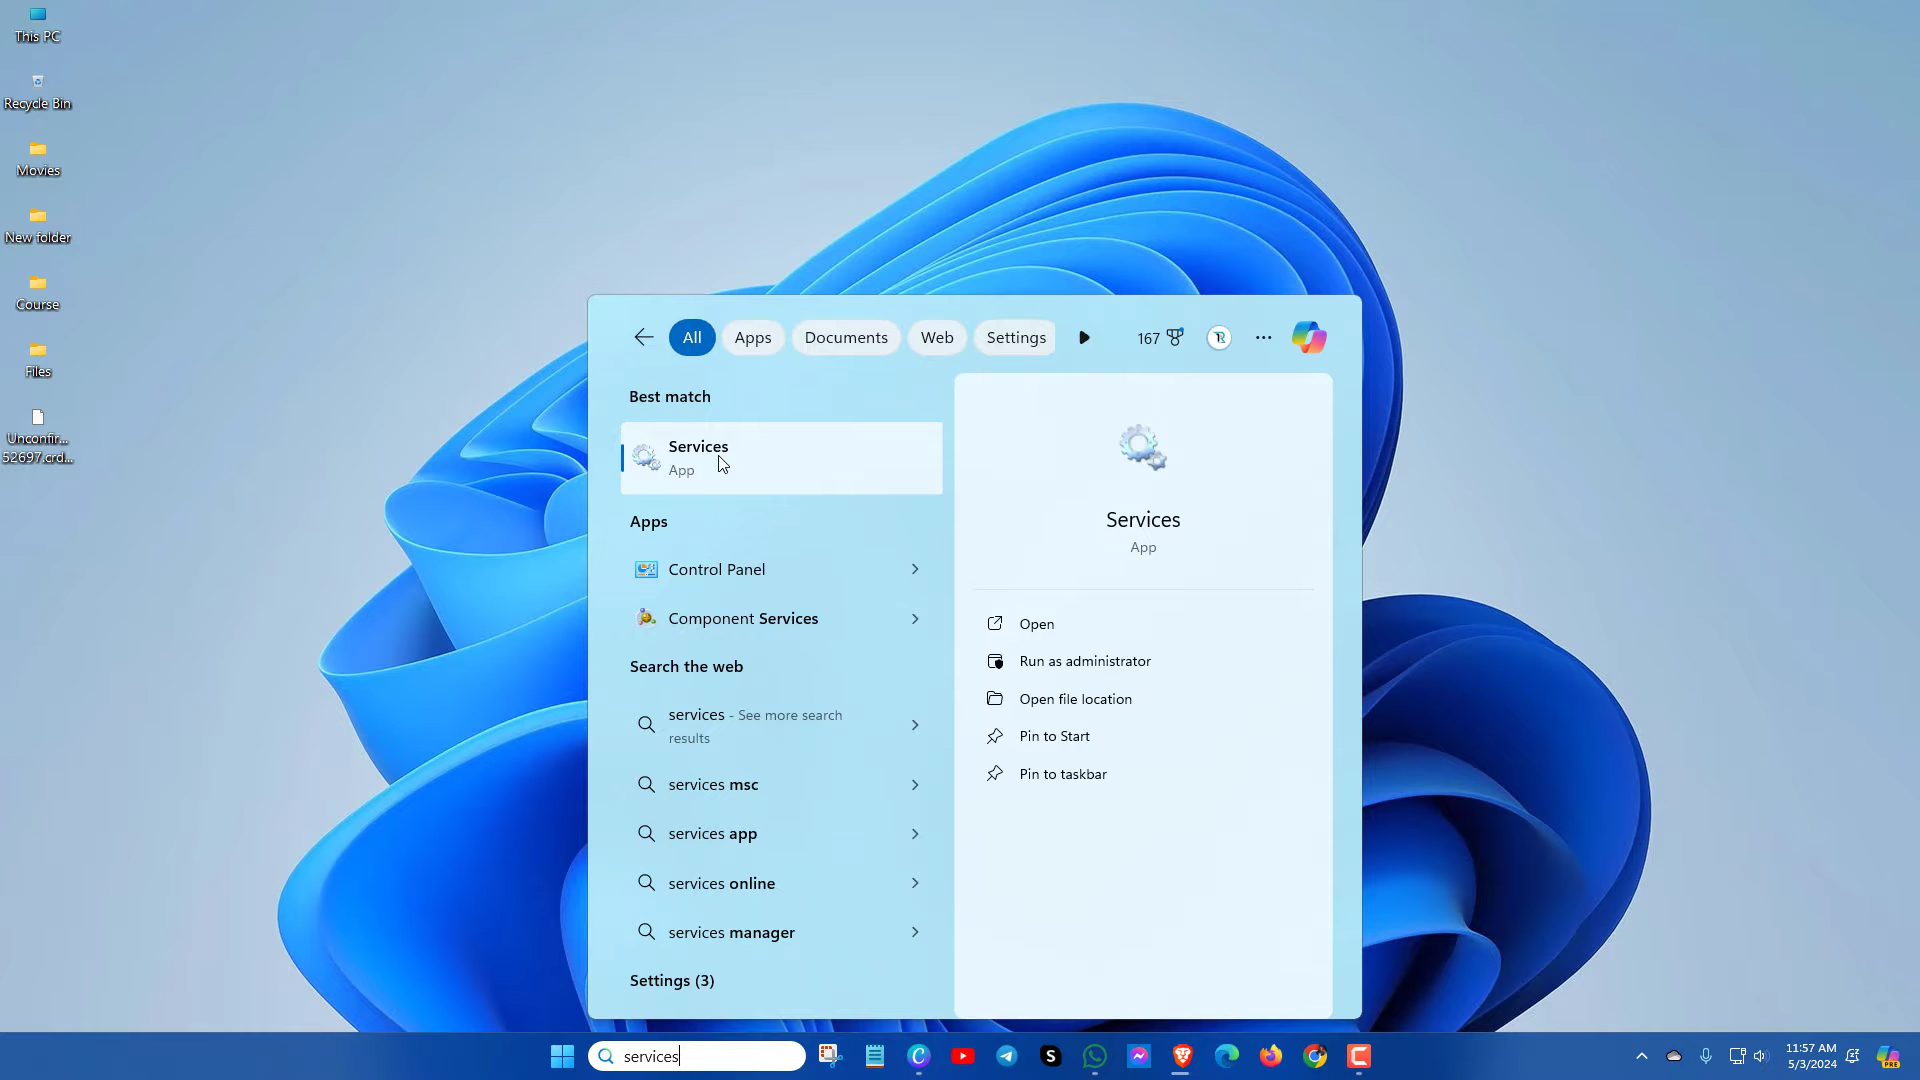 This PC
Recycle Bin
Movies
New folder
Course
Files
Unconfir...
52697.crd...
All
Apps
Documents
Web
Settings
167
Best match
Services
App
Apps
Control Panel
Component Services
Search the web
services - See more search
results
services msc
services app
services online
services manager
Settings (3)
Services
App
Open
Run as administrator
Open file location
Pin to Start
Pin to taskbar
services
11:57 AM
5/3/2024
PRE